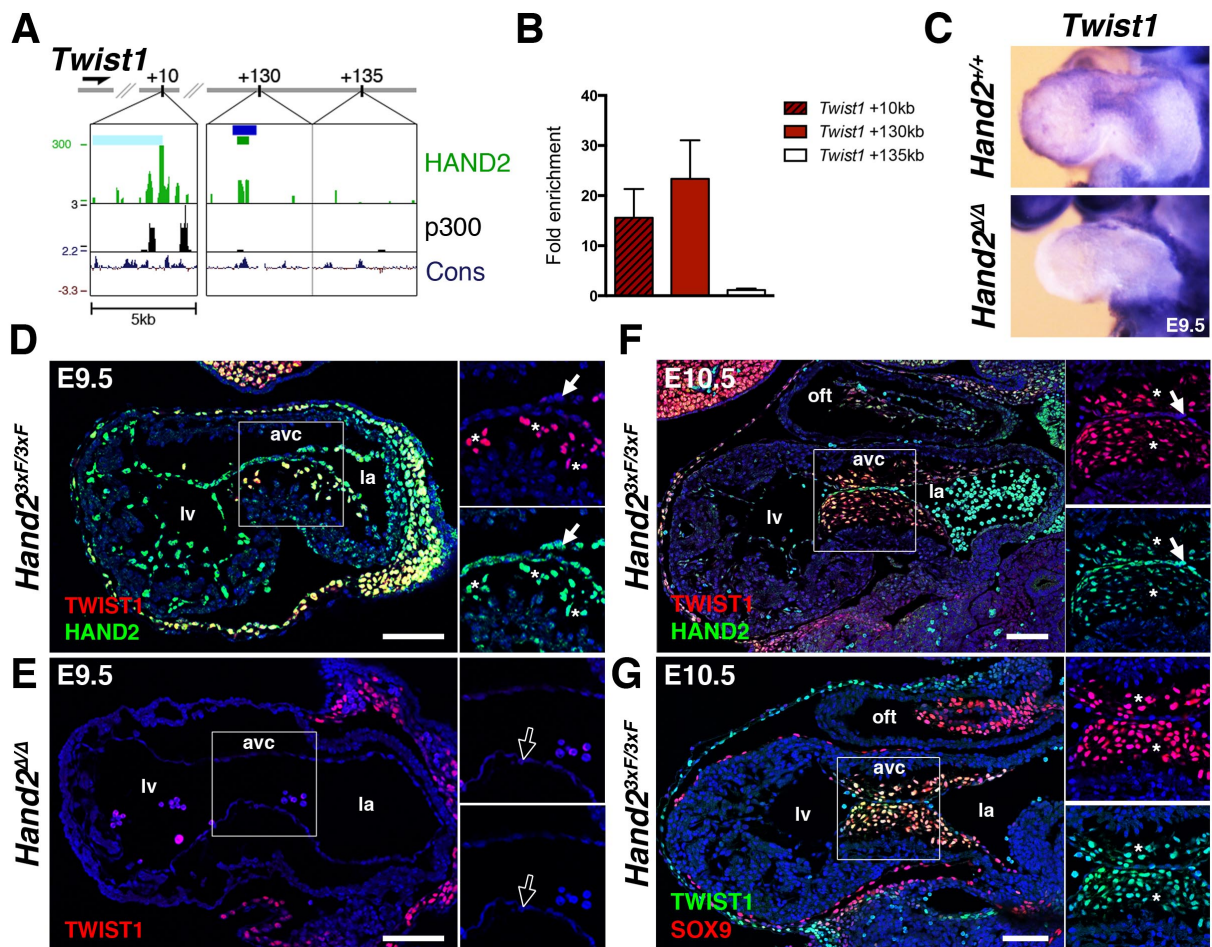 A
Twist1
+10
+130
+135
300
HAND2
3
p300
2.2
Cons
-3.3
5kb
B
40
30
20
10
0
Fold enrichment
Twist1 +10kb
Twist1 +130kb
Twist1 +135kb
C
Twist1
Hand2+/+
Hand2Δ/Δ
E9.5
D
Hand23xF/3xF
E9.5
avc
la
lv
TWIST1
HAND2
E
Hand2Δ/Δ
E9.5
avc
lv
la
TWIST1
F
Hand23xF/3xF
E10.5
oft
avc
la
lv
TWIST1
HAND2
G
Hand23xF/3xF
E10.5
oft
avc
lv
la
TWIST1
SOX9